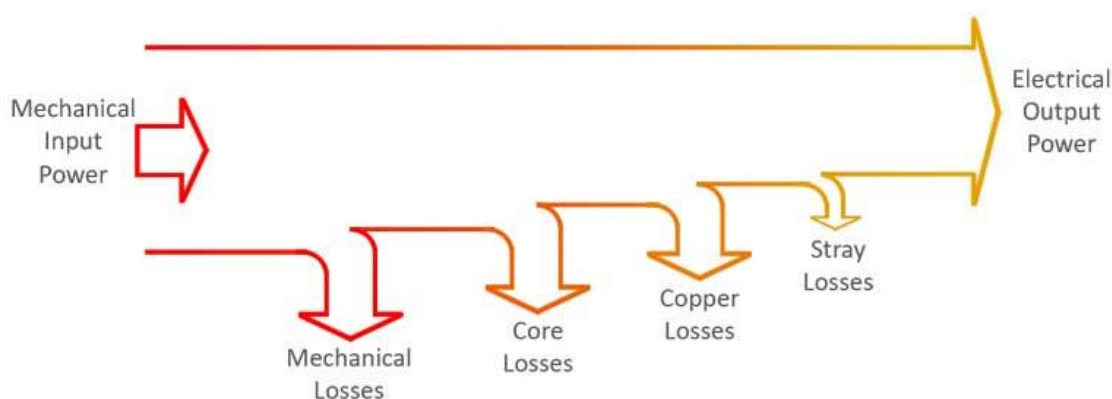 Mechanical
Input
Power
Electrical
Output
Power
Mechanical
Losses
Core
Losses
Copper
Losses
Stray
Losses